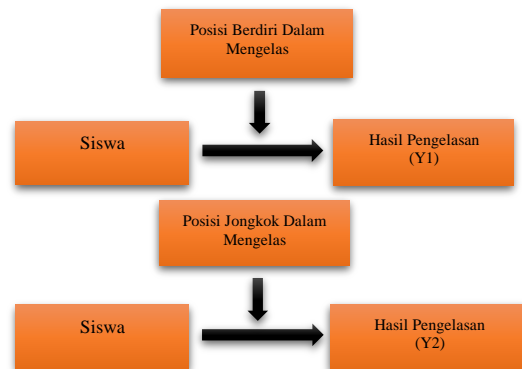 Posisi Berdiri Dalam
Mengelas
Siswa
Hasil Pengelasan
(Y1)
Posisi Jongkok Dalam
Mengelas
Siswa
Hasil Pengelasan
(Y2)